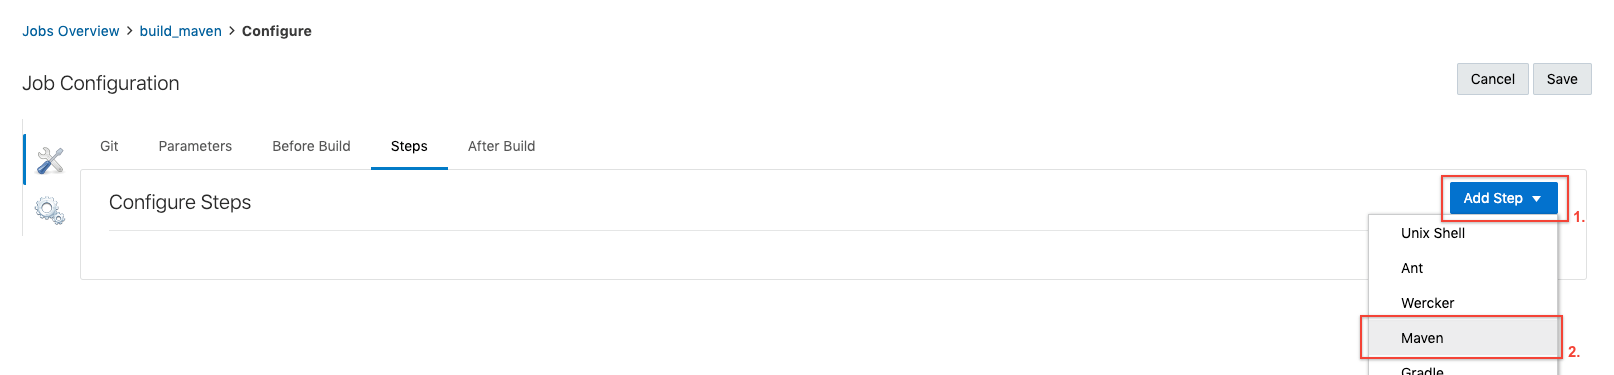 Jobs Overview > build_maven > Configure
Job Configuration
Cancel Save
Git Parameters Before Build Steps After Build
Configure Steps
Add Step
1.
Unix Shell
Ant
Wercker
Maven
2.
Gradle